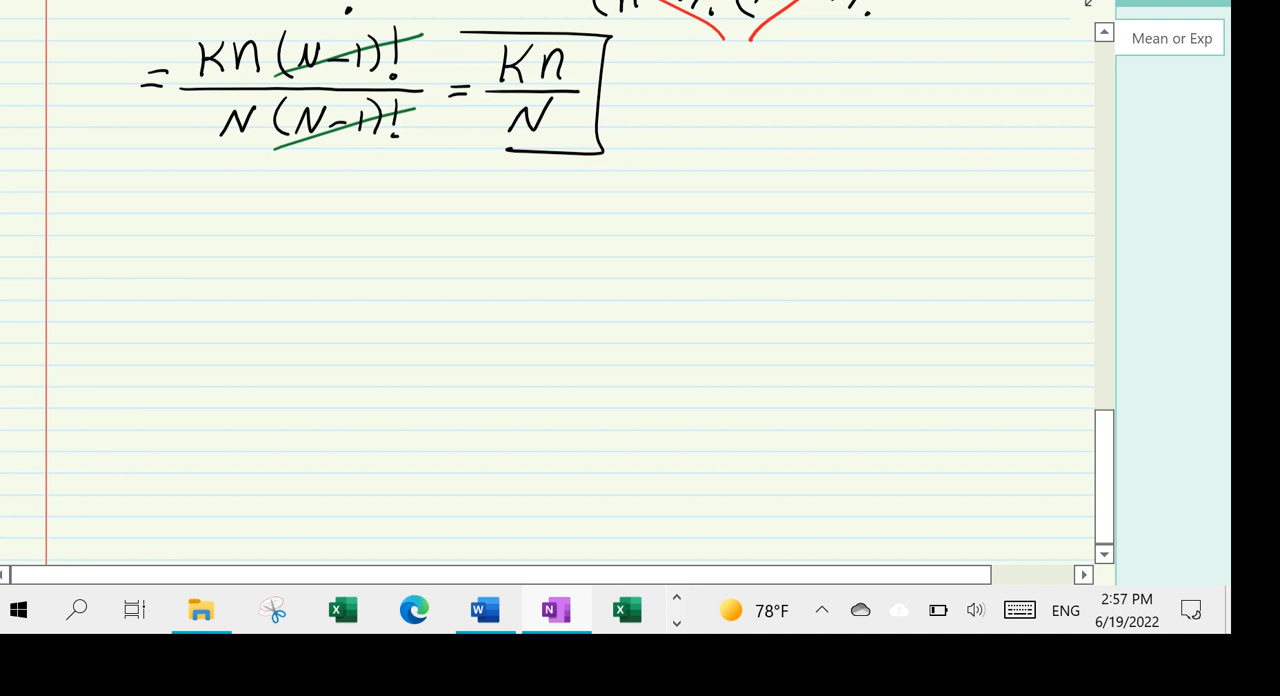 Mean or Exp
= Kn(N-1)! / N(N-1)! = Kn / N
78°F
ENG
2:57 PM
6/19/2022